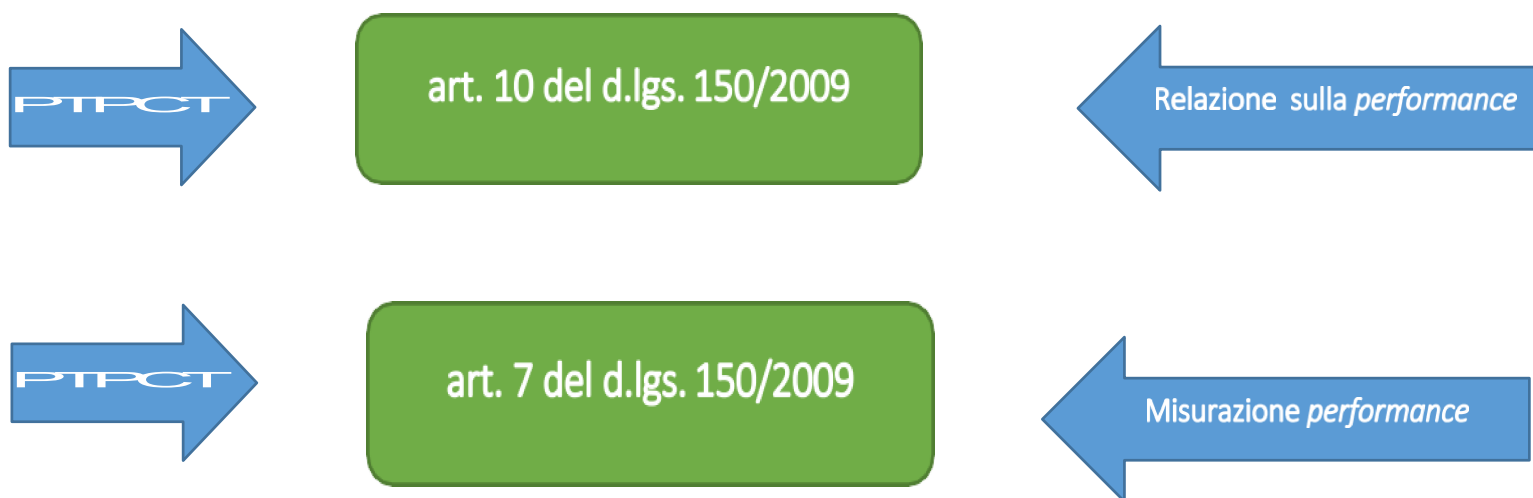 PTPCT
art. 10 del d.lgs. 150/2009
Relazione sulla performance
PTPCT
art. 7 del d.lgs. 150/2009
Misurazione performance